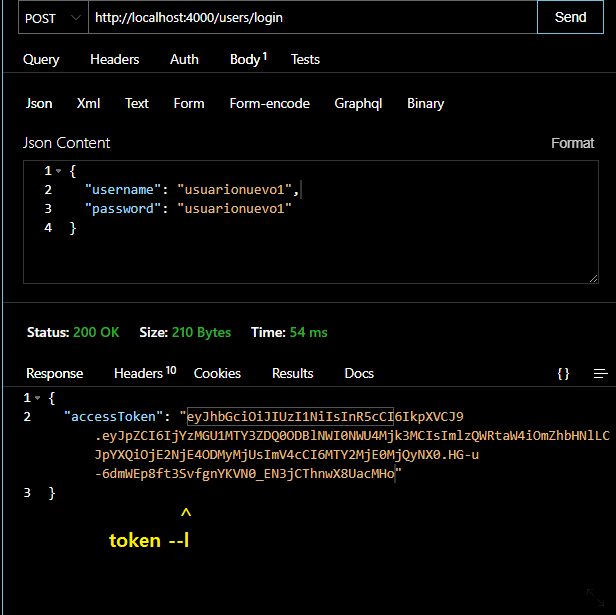 POST http://localhost:4000/users/login Send
Query Headers Auth Body 1 Tests
Json Xml Text Form Form-encode Graphql Binary
Json Content Format
1 {
2 "username": "usuarionuevo1",
3 "password": "usuarionuevo1"
4 }
Status: 200 OK Size: 210 Bytes Time: 54 ms
Response Headers 10 Cookies Results Docs {}
1 {
2 "accessToken": "eyJhbGciOiJIUzI1NiIsInR5cCI6IkpXVCJ9
.eyJpZCI6IjYzMGU1MTY3ZDQ0ODBlNWI0NWU4Mjk3MCIsImlzQWRtaW4iOmZhbHNlLC
JpYXQiOjE2NjE4ODMyMjUsImV4cCI6MTY2MjE0MjQyNX0.HG-u
-6dmWEp8ft3SvfgnYKVN0_EN3jCThnwX8UacMHo"
3 }
^
token --l